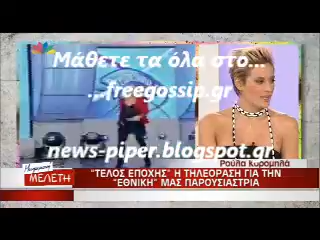 Μάθετε τα όλα στο...
...freegossip.gr
news-piper.blogspot.gr
Ρούλα Κορομηλά
Μεσημεριανή
ΜΕΛΕΤΗ
"ΤΕΛΟΣ ΕΠΟΧΗΣ" Η ΤΗΛΕΟΡΑΣΗ ΓΙΑ ΤΗΝ
"ΕΘΝΙΚΗ" ΜΑΣ ΠΑΡΟΥΣΙΑΣΤΡΙΑ